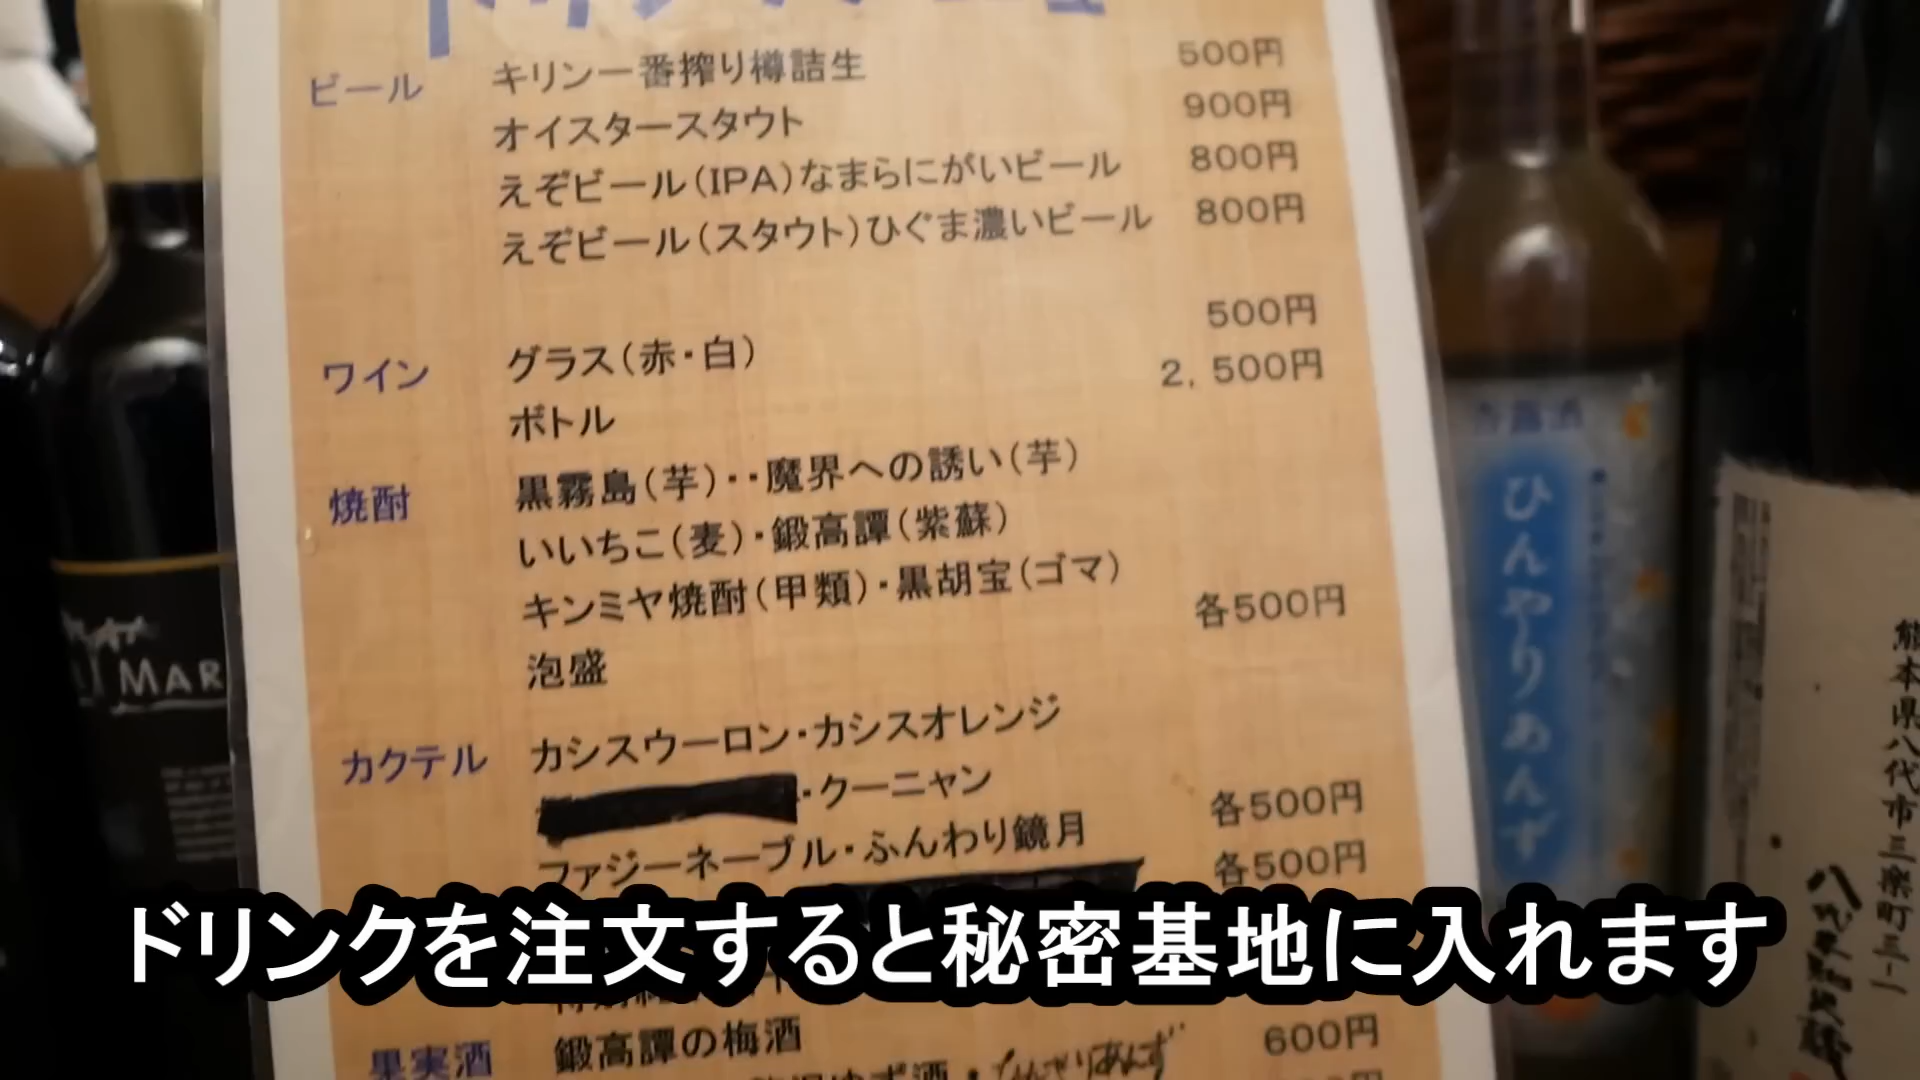 ビール
キリン一番搾り樽詰生 500円
オイスタースタウト 900円
えぞビール(IPA)なまらにがいビール 800円
えぞビール(スタウト)ひぐま濃いビール 800円
ワイン
グラス(赤・白) 500円
ボトル 2,500円
焼酎
黒霧島(芋)・・魔界への誘い(芋)
いいちこ(麦)・鍛高譚(紫蘇)
キンミヤ焼酎(甲類)・黒胡宝(ゴマ)
泡盛 各500円
カクテル
カシスウーロン・カシスオレンジ
・クーニャン 各500円
ファジーネーブル・ふんわり鏡月 各500円
ドリンクを注文すると秘密基地に入れます
果実酒
鍛高譚の梅酒 600円
ゆず酒・ひんやりあんず
MAR
ひんやりあんず
熊本県八代市三楽町三-一